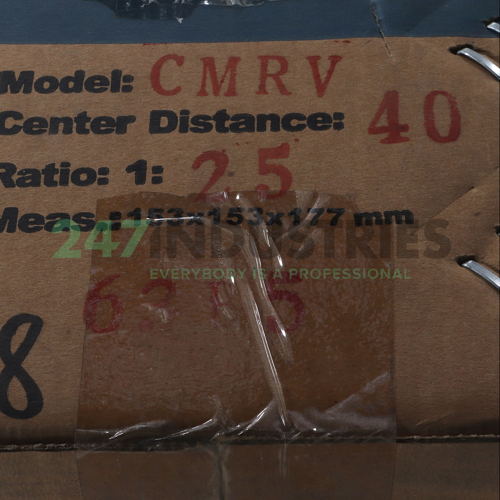 Model: CMRV
Center Distance: 40
Ratio: 1: 25
Meas.:153x153x177 mm
247INDUSTRIES
EVERYBODY IS A PROFESSIONAL
8